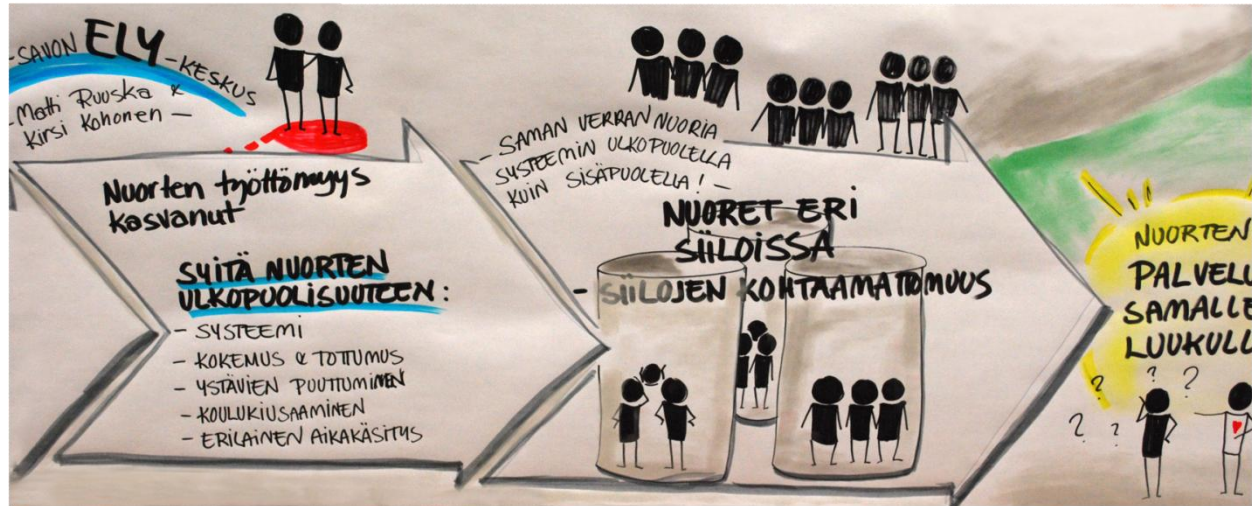 -SAVON ELY-KESKUS
-Matti Ruuska &
Kirsi Kohonen-
Nuorten työttömyys
kasvanut
SYITÄ NUORTEN
ULKOPUOLISUUTEEN:
- SYSTEEMI
- KOKEMUS & TOTTUMUS
- YSTÄVIEN PUUTTUMINEN
- KOULUKIUSAAMINEN
- ERILAINEN AIKAKÄSITYS
- SAMAN VERRAN NUORIA
SYSTEEMIN ULKOPUOLELLA
KUIN SISÄPUOLELLA! -
NUORET ERI
SIILOISSA
- SIILOJEN KOHTAAMATTOMUUS
NUORTEN
PALVELU
SAMALLE
LUUKULL
? ? ?
? ?